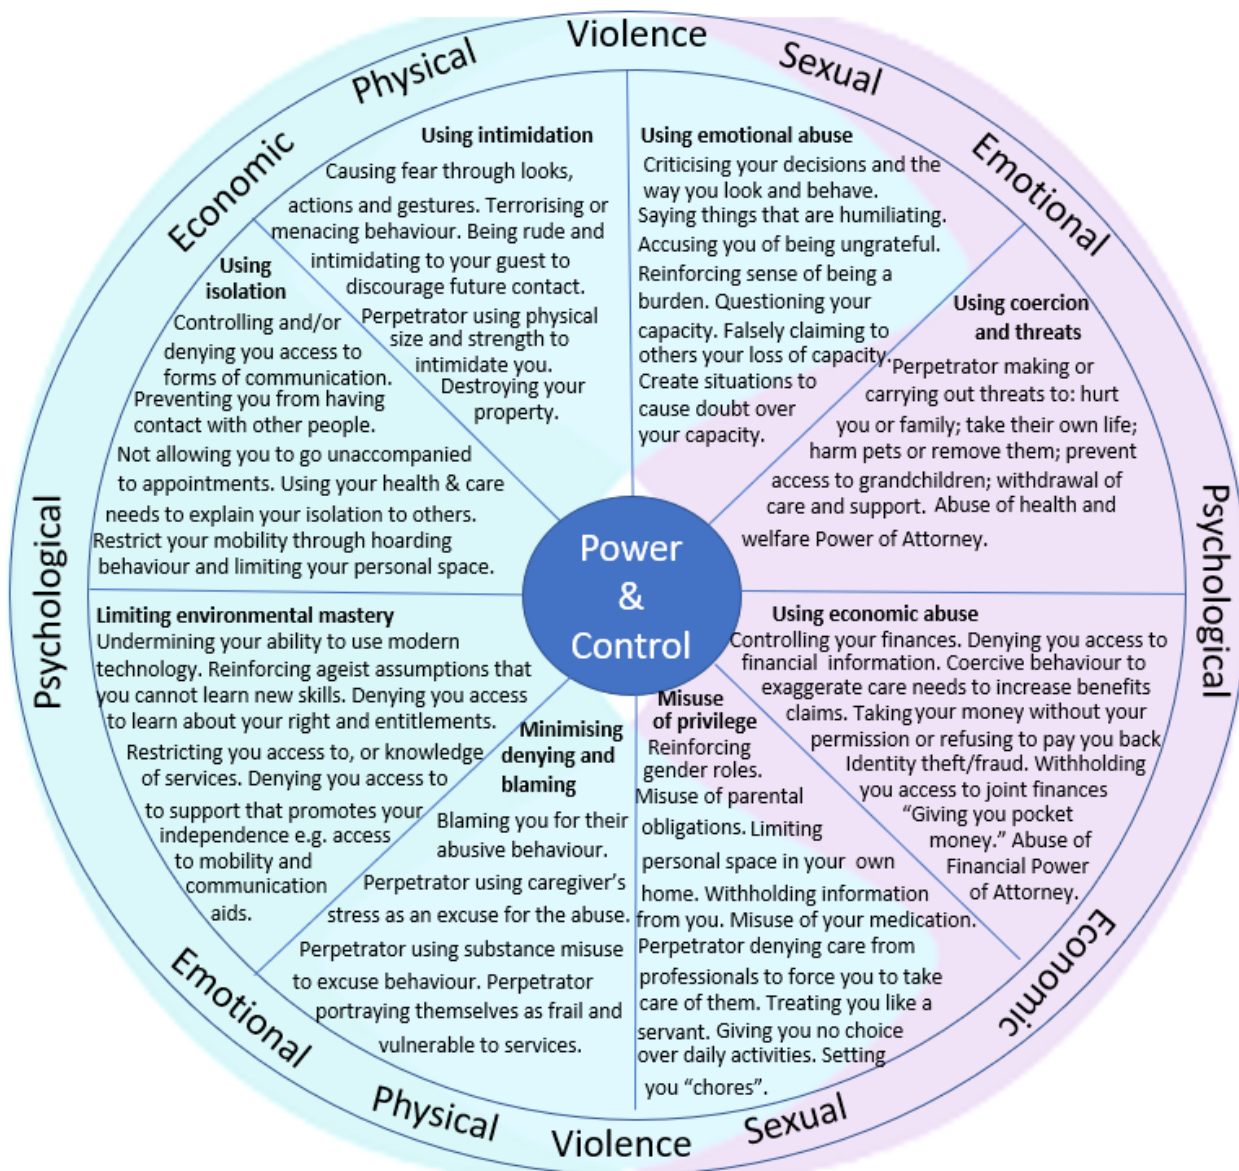 Violence
Sexual
Emotional
Psychological
Economic
Sexual
Violence
Physical
Emotional
Psychological
Economic
Physical
Using intimidation
Causing fear through looks,
actions and gestures. Terrorising or
menacing behaviour. Being rude and
intimidating to your guest to
discourage future contact.
Perpetrator using physical
size and strength to
intimidate you.
Destroying your
property.
Using emotional abuse
Criticising your decisions and the
way you look and behave.
Saying things that are humiliating.
Accusing you of being ungrateful.
Reinforcing sense of being a
burden. Questioning your
capacity. Falsely claiming to
others your loss of capacity.
Create situations to
cause doubt over
your capacity.
Using coercion
and threats
Perpetrator making or
carrying out threats to: hurt
you or family; take their own life;
harm pets or remove them; prevent
access to grandchildren; withdrawal of
care and support. Abuse of health and
welfare Power of Attorney.
Using economic abuse
Controlling your finances. Denying you access to
financial information. Coercive behaviour to
exaggerate care needs to increase benefits
claims. Taking your money without your
permission or refusing to pay you back
Identity theft/fraud. Withholding
you access to joint finances
“Giving you pocket
money.” Abuse of
Financial Power
of Attorney.
Misuse
of privilege
Reinforcing
gender roles.
Misuse of parental
obligations. Limiting
personal space in your own
home. Withholding information
from you. Misuse of your medication.
Perpetrator denying care from
professionals to force you to take
care of them. Treating you like a
servant. Giving you no choice
over daily activities. Setting
you “chores”.
Minimising
denying and
blaming
Blaming you for their
abusive behaviour.
Perpetrator using caregiver’s
stress as an excuse for the abuse.
Perpetrator using substance misuse
to excuse behaviour. Perpetrator
portraying themselves as frail and
vulnerable to services.
Limiting environmental mastery
Undermining your ability to use modern
technology. Reinforcing ageist assumptions that
you cannot learn new skills. Denying you access
to learn about your right and entitlements.
Restricting you access to, or knowledge
of services. Denying you access to
to support that promotes your
independence e.g. access
to mobility and
communication
aids.
Using
isolation
Controlling and/or
denying you access to
forms of communication.
Preventing you from having
contact with other people.
Not allowing you to go unaccompanied
to appointments. Using your health & care
needs to explain your isolation to others.
Restrict your mobility through hoarding
behaviour and limiting your personal space.
Power
&
Control